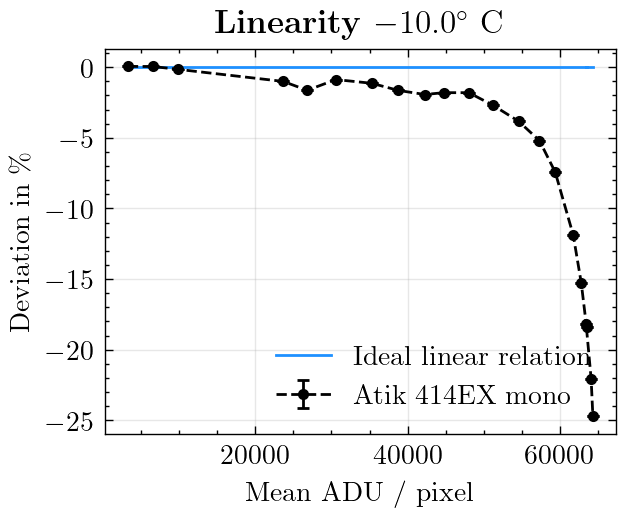 Linearity −10.0° C
Deviation in %
0
−5
−10
−15
−20
−25
Ideal linear relation
Atik 414EX mono
20000 40000 60000
Mean ADU / pixel